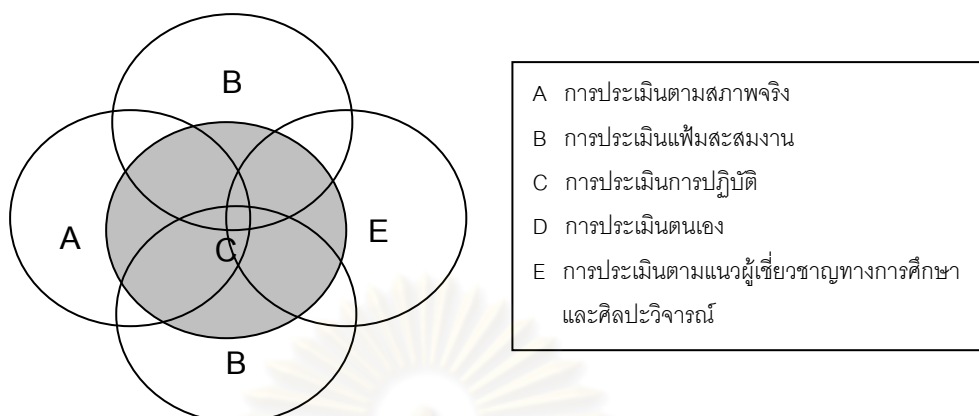 B
A
E
C
B
A การประเมินตามสภาพจริง
B การประเมินแฟ้มสะสมงาน
C การประเมินการปฏิบัติ
D การประเมินตนเอง
E การประเมินตามแนวผู้เชี่ยวชาญทางการศึกษา
และศิลปะวิจารณ์